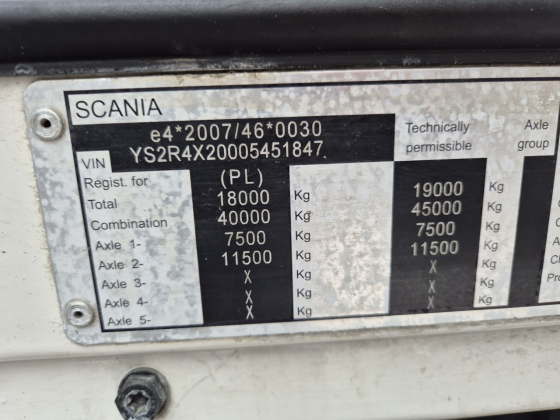 SCANIA
e4*2007/46*0030
VIN YS2R4X20005451847
Technically permissible
Axle group
Regist. for (PL)
Total 18000 Kg 19000 Kg
Combination 40000 Kg 45000 Kg
Axle 1- 7500 Kg 7500 Kg
Axle 2- 11500 Kg 11500 Kg
Axle 3- X Kg X Kg
Axle 4- X Kg X Kg
Axle 5- X Kg X Kg